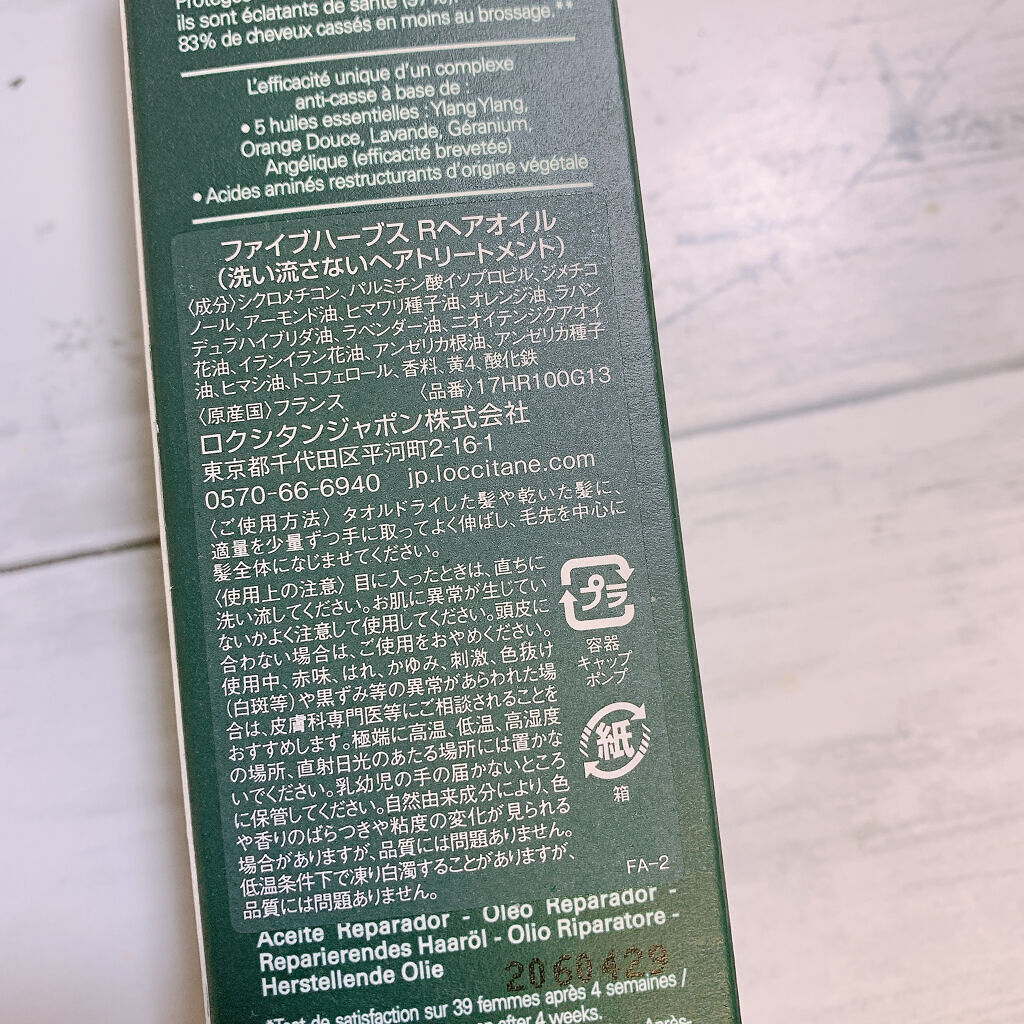 ils sont éclatants de santé
83% de cheveux cassés en moins au brossage.**
L'efficacité unique d'un complexe
anti-casse à base de :
• 5 huiles essentielles : Ylang Ylang,
Orange Douce, Lavande, Géranium,
Angélique (efficacité brevetée)
• Acides aminés restructurants d'origine végétale
ファイブハーブス Rヘアオイル
(洗い流さないヘアトリートメント)
〈成分〉シクロメチコン、パルミチン酸イソプロピル、ジメチコ
ノール、アーモンド油、ヒマワリ種子油、オレンジ油、ラバン
デュラハイブリダ油、ラベンダー油、ニオイテンジクアオイ
花油、イランイラン花油、アンゼリカ根油、アンゼリカ種子
油、ヒマシ油、トコフェロール、香料、黄4、酸化鉄
〈原産国〉フランス 〈品番〉17HR100G13
ロクシタンジャポン株式会社
東京都千代田区平河町2-16-1
0570-66-6940 jp.loccitane.com
〈ご使用方法〉タオルドライした髪や乾いた髪に、
適量を少量ずつ手に取ってよく伸ばし、毛先を中心に
髪全体になじませてください。
〈使用上の注意〉目に入ったときは、直ちに
洗い流してください。お肌に異常が生じてい
ないかよく注意して使用してください。頭皮に
合わない場合は、ご使用をおやめください。
使用中、赤味、はれ、かゆみ、刺激、色抜け
(白斑等)や黒ずみ等の異常があらわれた場
合は、皮膚科専門医等にご相談されることを
おすすめします。極端に高温、低温、高湿度
の場所、直射日光のあたる場所には置かな
いでください。乳幼児の手の届かないところ
に保管してください。自然由来成分により、色
や香りのばらつきや粘度の変化が見られる
場合がありますが、品質には問題ありません。
低温条件下で凍り白濁することがありますが、
品質には問題ありません。
プラ
容器
キャップ
ポンプ
紙
箱
FA-2
Aceite Reparador - Óleo Reparador -
Reparierendes Haaröl - Olio Riparatore -
Herstellende Olie
2060429
*Test de satisfaction sur 39 femmes après 4 semaines /
after 4 weeks.